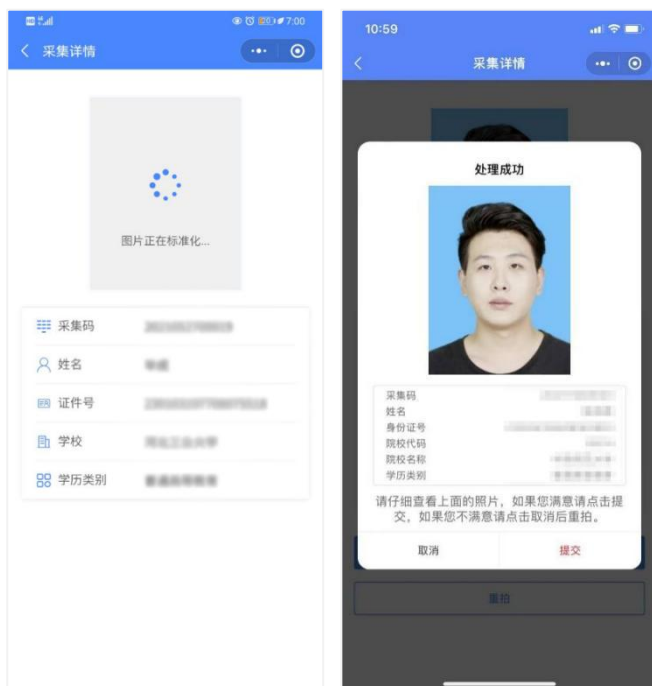 7:00
采集详情
图片正在标准化...
采集码
姓名
证件号
学校
学历类别
10:59
采集详情
处理成功
采集码
姓名
身份证号
院校代码
院校名称
学历类别
请仔细查看上面的照片，如果您满意请点击提
交，如果您不满意请点击取消后重拍。
取消
提交
重拍